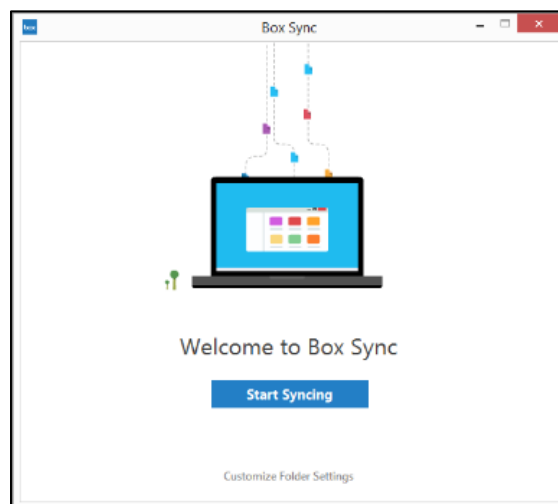 box
Box Sync
Welcome to Box Sync
Start Syncing
Customize Folder Settings